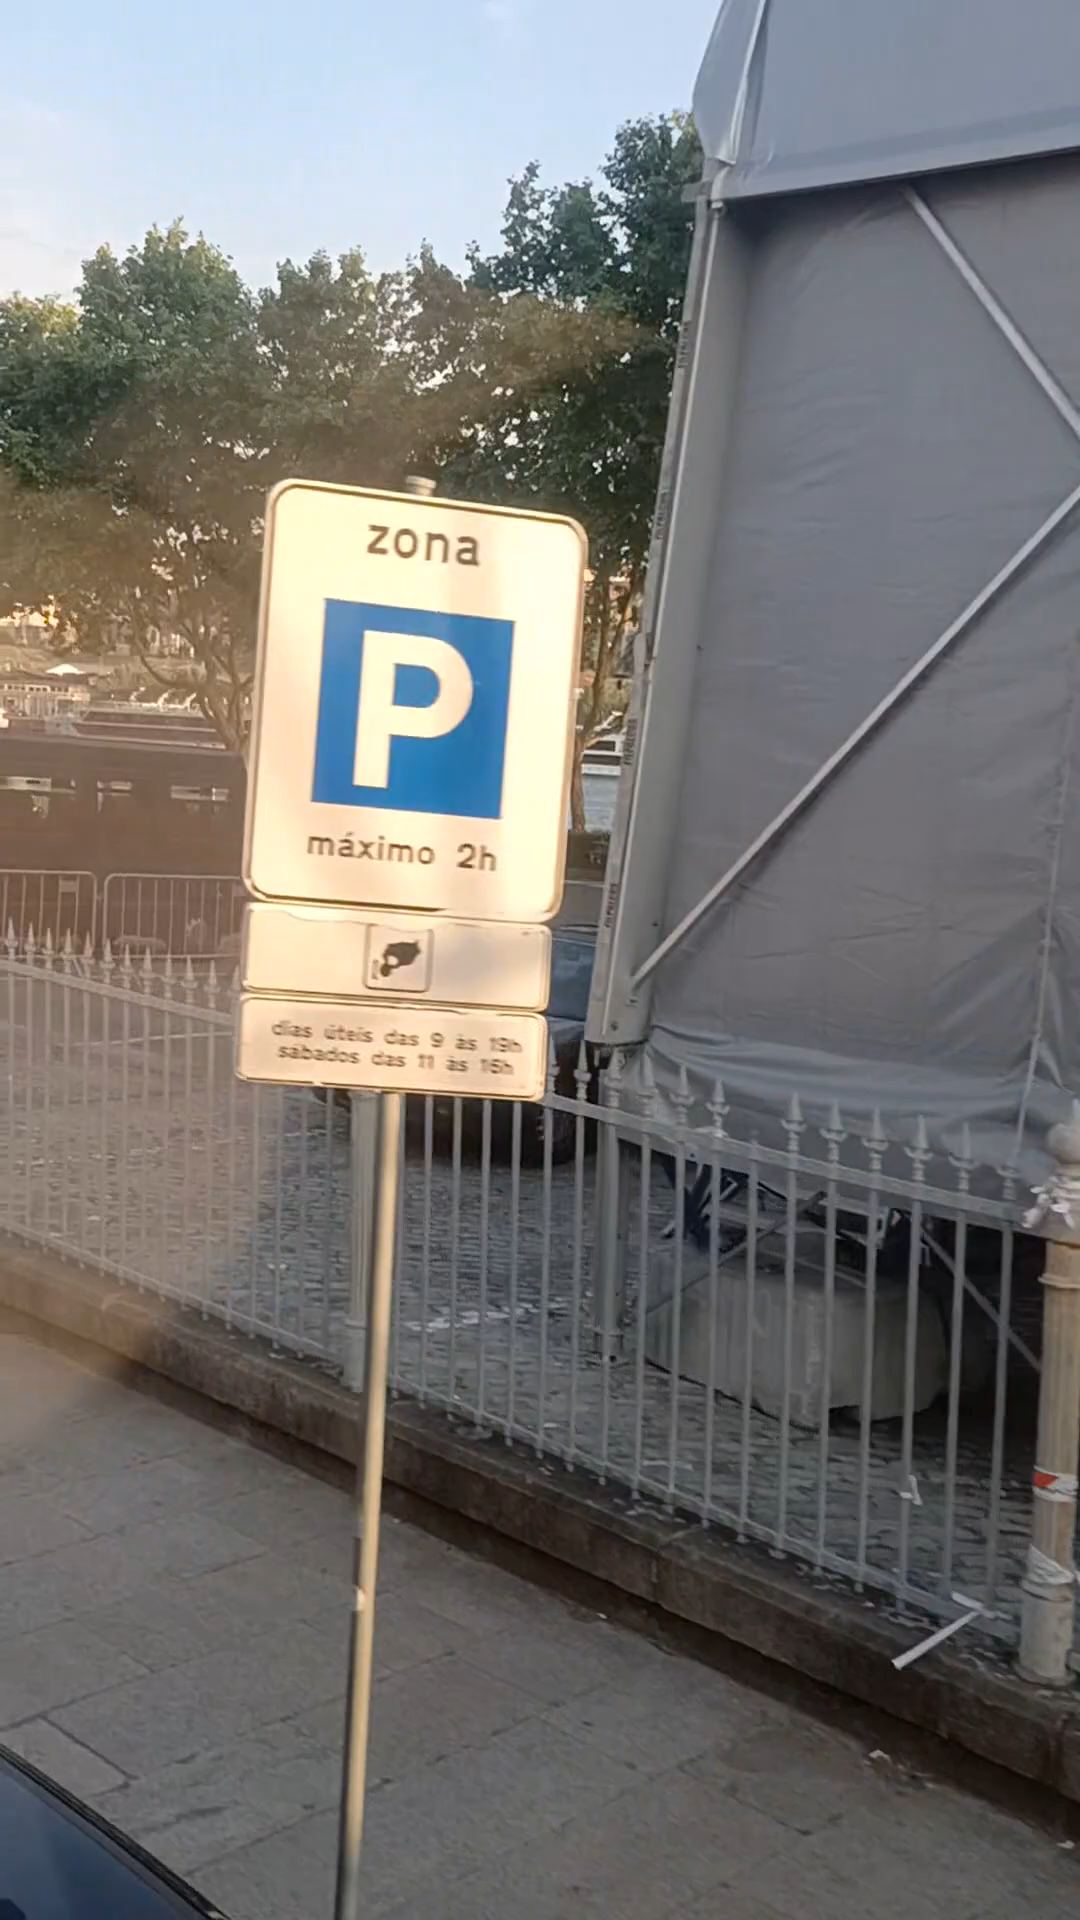 zona
P
máximo 2h
dias úteis das 9 às 19h
sábados das 11 às 16h